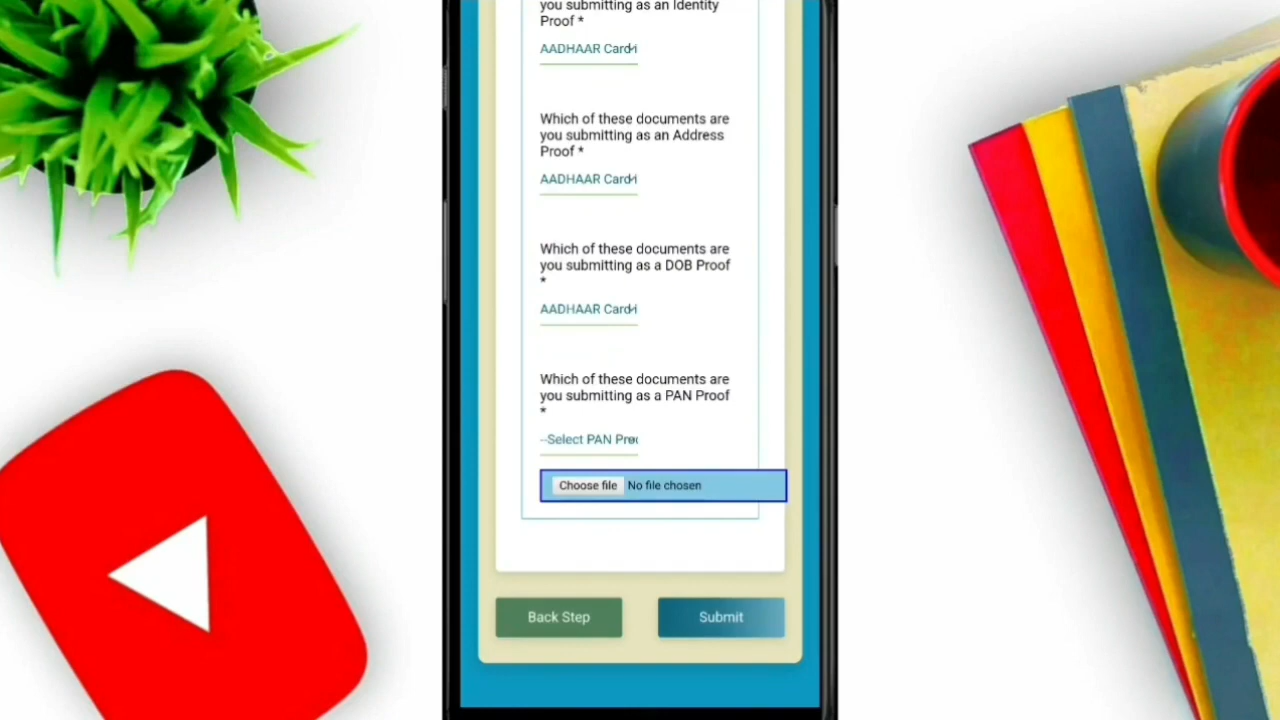 you submitting as an Identity
Proof *
AADHAAR Card
Which of these documents are
you submitting as an Address
Proof *
AADHAAR Card
Which of these documents are
you submitting as a DOB Proof
*
AADHAAR Card
Which of these documents are
you submitting as a PAN Proof
*
--Select PAN
Choose file No file chosen
Back Step
Submit